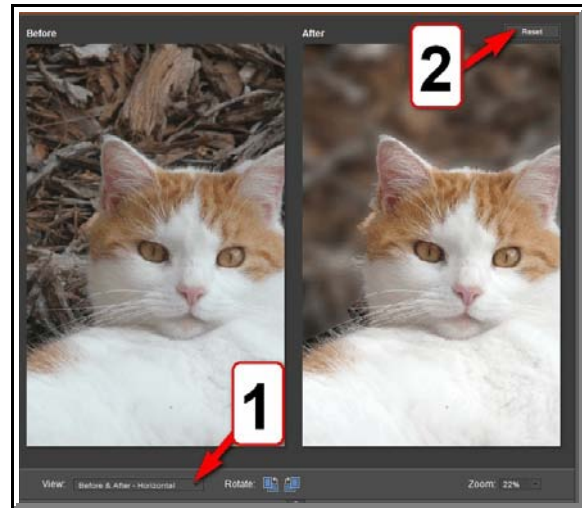 Before
After
Reset
2
1
View: Before & After - Horizontal Rotate: Zoom: 22%